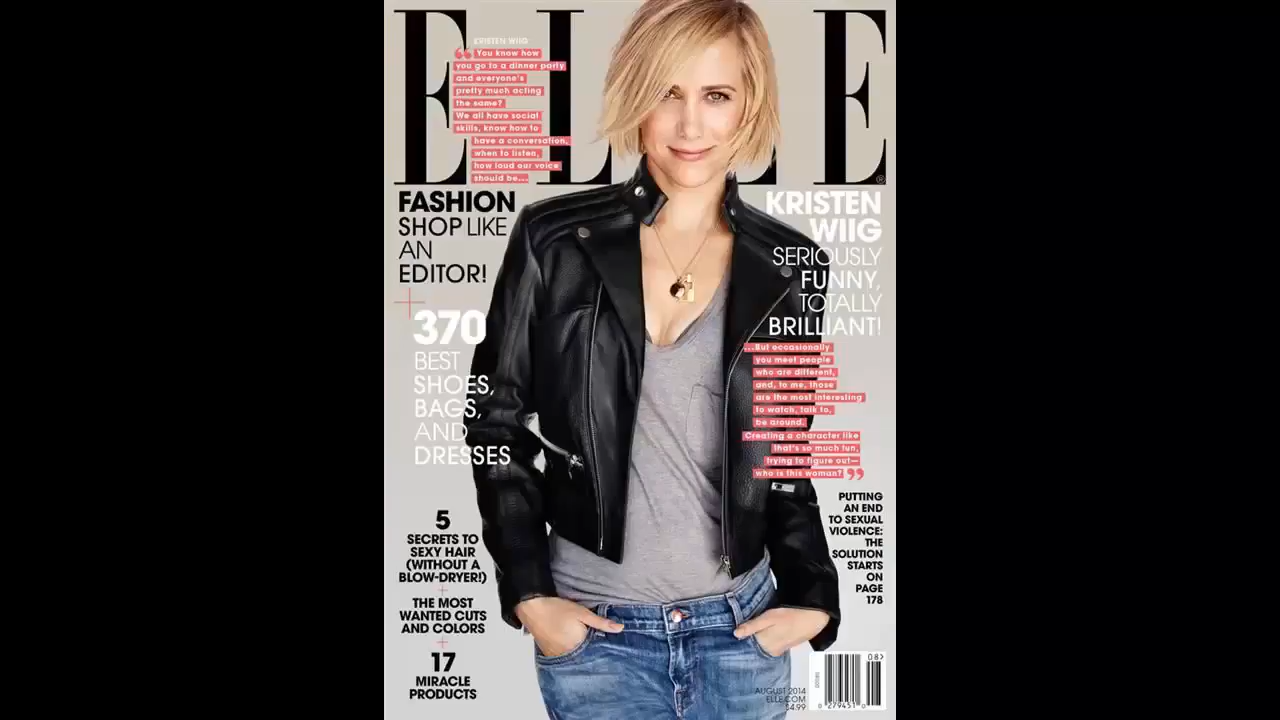 ELLE
KRISTEN WIIG
“You know how
you go to a dinner party
and everyone's
pretty much acting
the same?
We all have social
skills, know how to
have a conversation,
when to listen,
how loud our voice
should be...
FASHION
SHOP LIKE
AN
EDITOR!
+
370
BEST
SHOES,
BAGS,
AND
DRESSES
5
SECRETS TO
SEXY HAIR
(WITHOUT A
BLOW-DRYER!)
+
THE MOST
WANTED CUTS
AND COLORS
+
17
MIRACLE
PRODUCTS
KRISTEN
WIIG
SERIOUSLY
FUNNY,
TOTALLY
BRILLIANT!
...But occasionally
you meet people
who are different,
and, to me, those
are the most interesting
to watch, talk to,
be around.
Creating a character like
that's so much fun,
trying to figure out—
who is this woman?”
PUTTING
AN END
TO SEXUAL
VIOLENCE:
THE
SOLUTION
STARTS
ON
PAGE
178
AUGUST 2014
ELLE.COM
$4.99
08>
0 279451 0